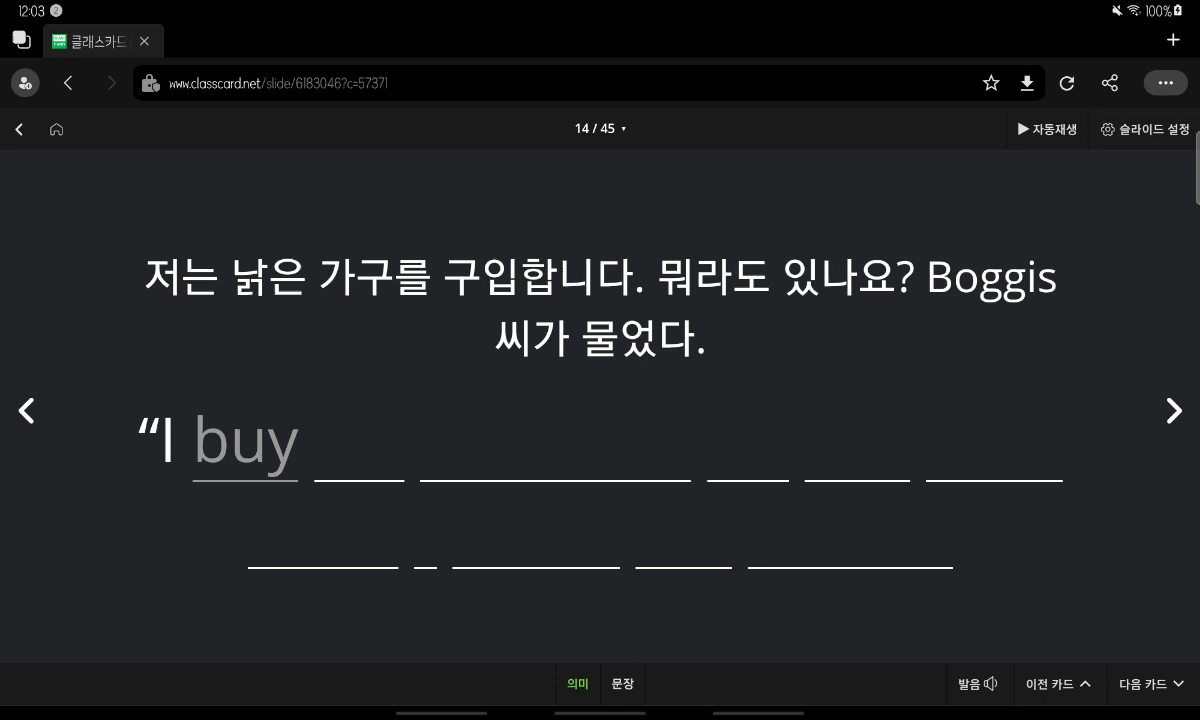 12:03 2
100%
클래스카드
www.classcard.net/slide/6183046?c=57371
14 / 45
자동재생
슬라이드 설정
저는 낡은 가구를 구입합니다. 뭐라도 있나요? Boggis
씨가 물었다.
“I buy
의미 문장
발음 이전 카드 다음 카드